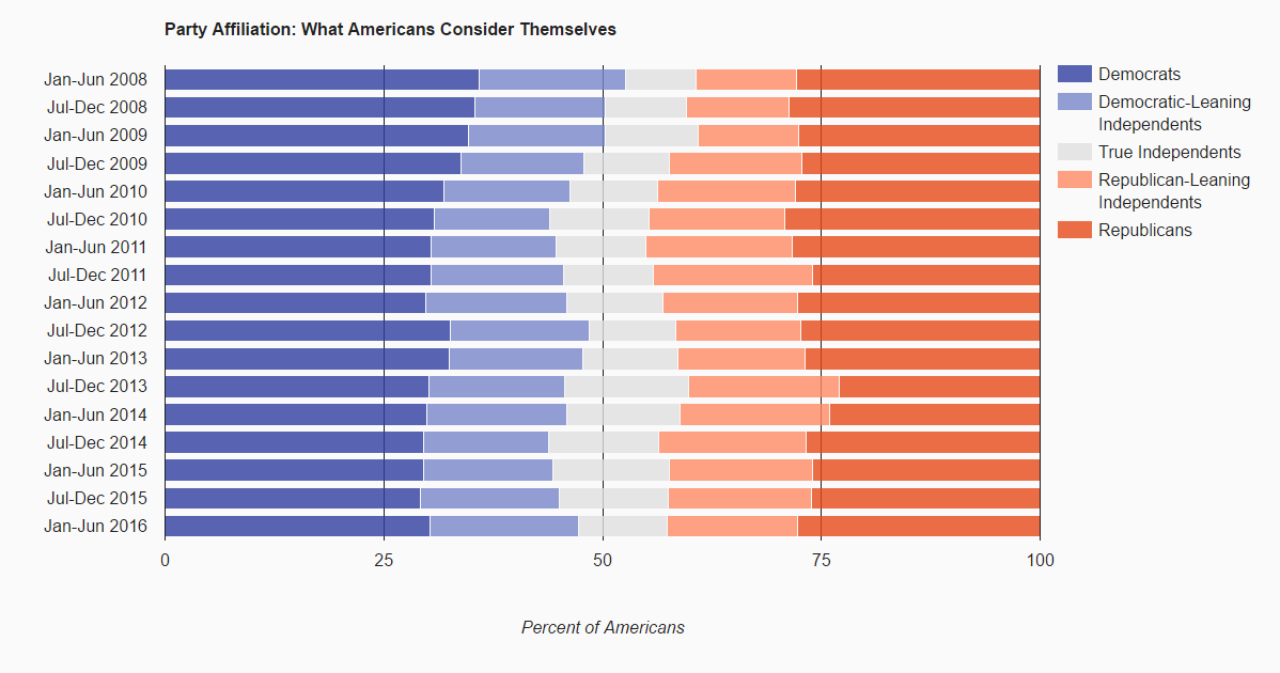 Party Affiliation: What Americans Consider Themselves
Jan-Jun 2008
Jul-Dec 2008
Jan-Jun 2009
Jul-Dec 2009
Jan-Jun 2010
Jul-Dec 2010
Jan-Jun 2011
Jul-Dec 2011
Jan-Jun 2012
Jul-Dec 2012
Jan-Jun 2013
Jul-Dec 2013
Jan-Jun 2014
Jul-Dec 2014
Jan-Jun 2015
Jul-Dec 2015
Jan-Jun 2016
0 25 50 75 100
Percent of Americans
Democrats
Democratic-Leaning
Independents
True Independents
Republican-Leaning
Independents
Republicans